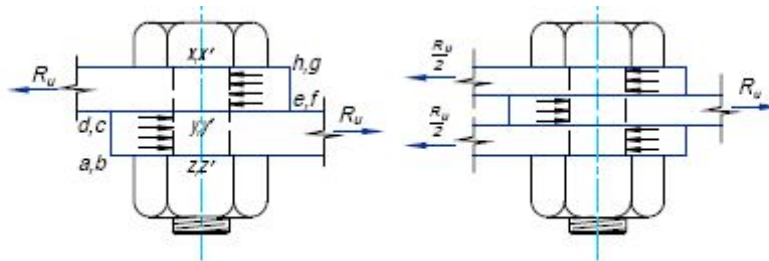 x,x'
h,g
R_u
e,f
d,c
y,y'
R_u
a,b
z,z'
R_u/2
R_u
R_u/2